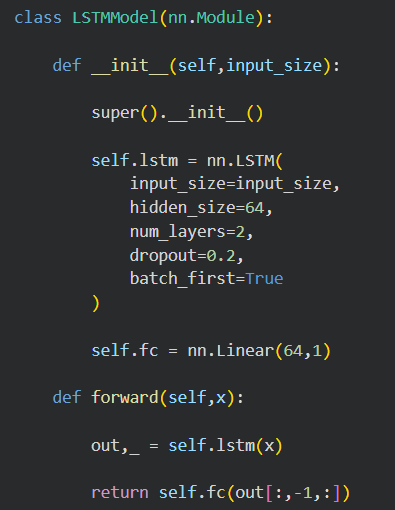 class LSTMModel(nn.Module):
def __init__(self,input_size):
super().__init__()
self.lstm = nn.LSTM(
input_size=input_size,
hidden_size=64,
num_layers=2,
dropout=0.2,
batch_first=True
)
self.fc = nn.Linear(64,1)
def forward(self,x):
out,_ = self.lstm(x)
return self.fc(out[:,-1,:])